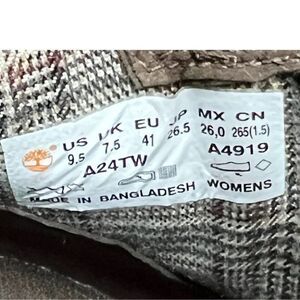 US UK EU JP MX CN
9,5 7,5 41 26.5 26,0 265(1.5)
A24TW A4919
MADE IN BANGLADESH WOMENS